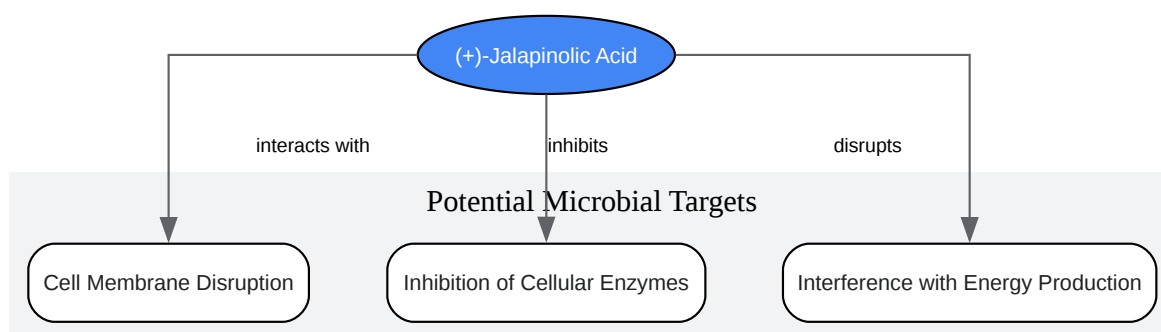 (+)-Jalapinolic Acid
interacts with
inhibits
disrupts
Potential Microbial Targets
Cell Membrane Disruption
Inhibition of Cellular Enzymes
Interference with Energy Production